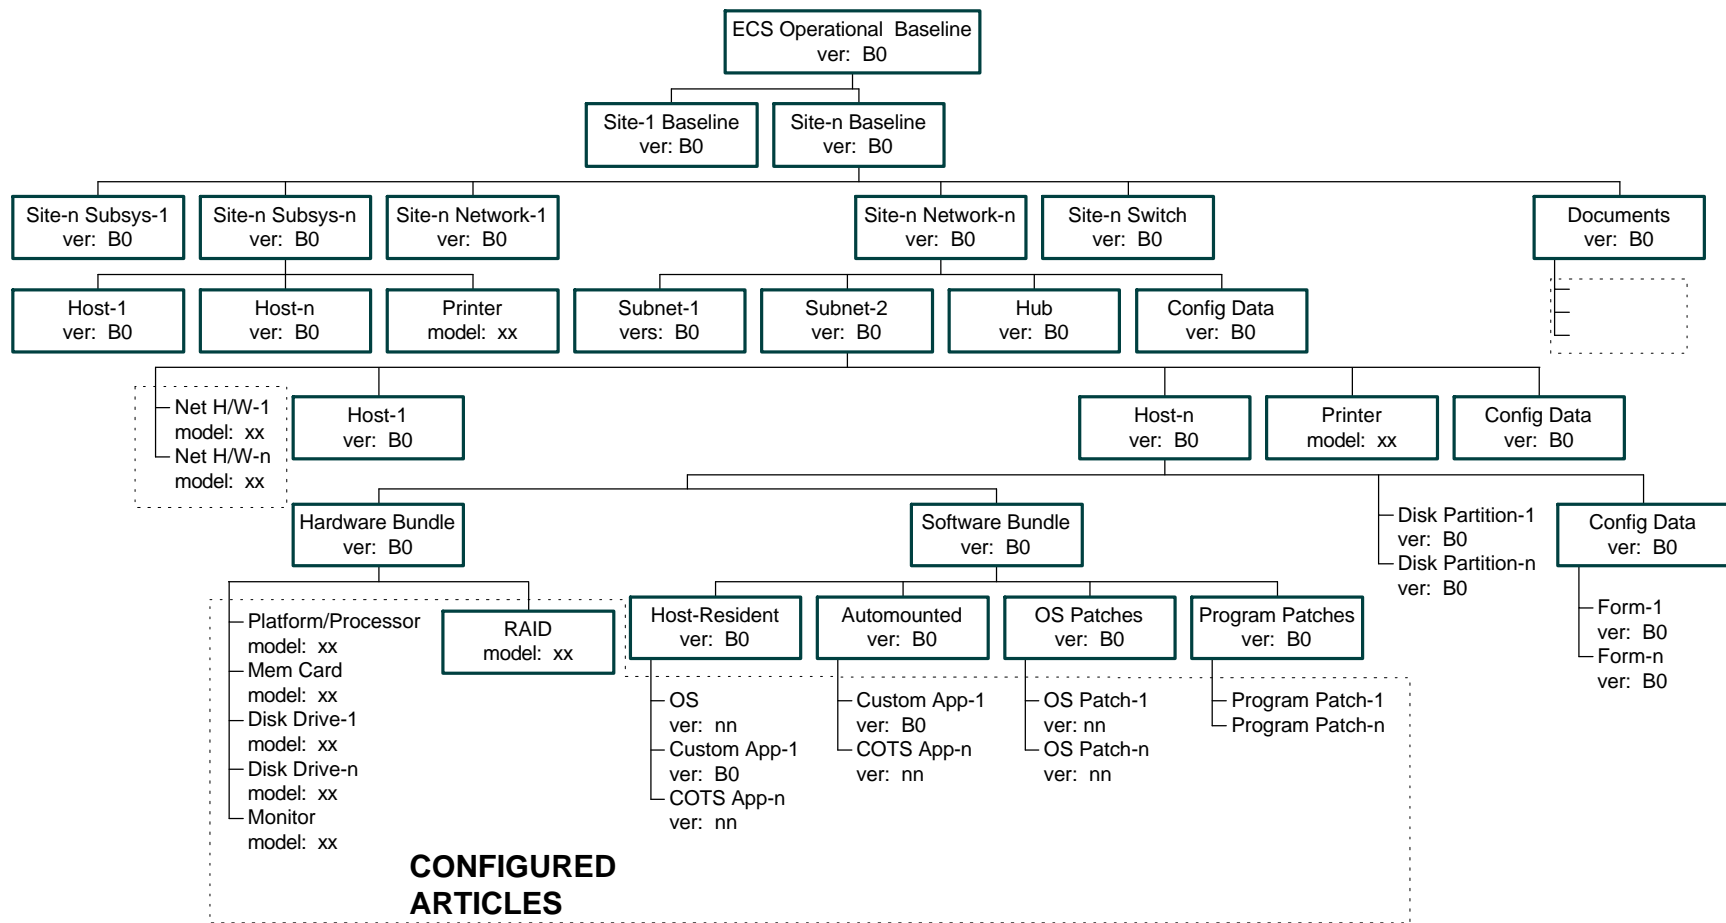 ECS Operational Baseline
ver: B0
Site-1 Baseline
ver: B0
Site-n Baseline
ver: B0
Site-n Subsys-1
ver: B0
Site-n Subsys-n
ver: B0
Site-n Network-1
ver: B0
Site-n Network-n
ver: B0
Site-n Switch
ver: B0
Documents
ver: B0
Host-1
ver: B0
Host-n
ver: B0
Printer
model: xx
Subnet-1
vers: B0
Subnet-2
ver: B0
Hub
ver: B0
Config Data
ver: B0
Net H/W-1
model: xx
Net H/W-n
model: xx
Host-1
ver: B0
Host-n
ver: B0
Printer
model: xx
Config Data
ver: B0
Hardware Bundle
ver: B0
Software Bundle
ver: B0
Disk Partition-1
ver: B0
Disk Partition-n
ver: B0
Config Data
ver: B0
Form-1
ver: B0
Form-n
ver: B0
Platform/Processor
model: xx
Mem Card
model: xx
Disk Drive-1
model: xx
Disk Drive-n
model: xx
Monitor
model: xx
RAID
model: xx
Host-Resident
ver: B0
Automounted
ver: B0
OS Patches
ver: B0
Program Patches
ver: B0
OS
ver: nn
Custom App-1
ver: B0
COTS App-n
ver: nn
Custom App-1
ver: B0
COTS App-n
ver: nn
OS Patch-1
ver: nn
OS Patch-n
ver: nn
Program Patch-1
Program Patch-n
CONFIGURED
ARTICLES